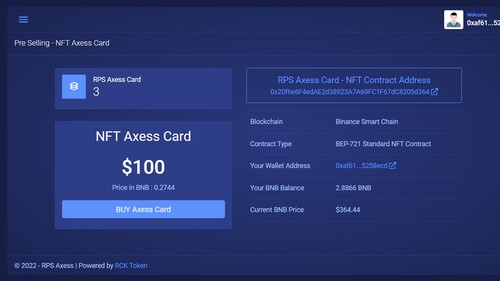 Welcome
0xaf61...52
Pre Selling - NFT Axess Card
RPS Axess Card
3
NFT Axess Card
$100
Price in BNB : 0.2744
BUY Axess Card
RPS Axess Card - NFT Contract Address
0x20f6e6F4edAE2d38923A7A69FC1F67dC8205d364
Blockchain Binance Smart Chain
Contract Type BEP-721 Standard NFT Contract
Your Wallet Address 0xaf61...5258ecd
Your BNB Balance 2.8866 BNB
Current BNB Price $364.44
© 2022 - RPS Axess | Powered by RCK Token